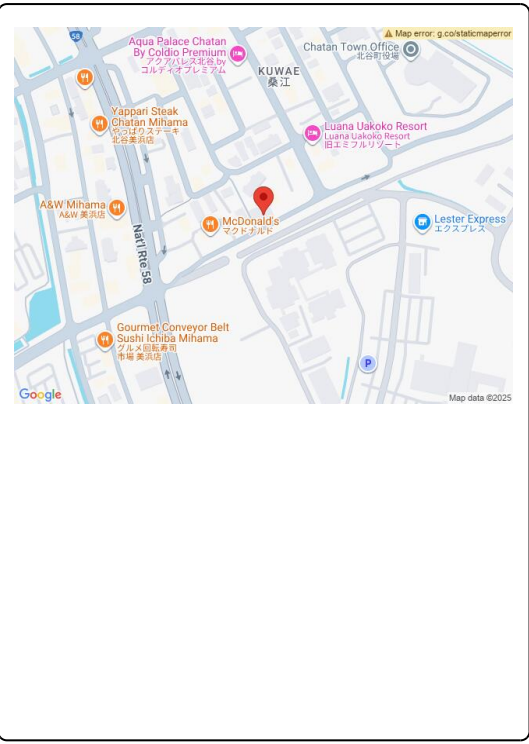 Map error: g.co/staticmaperror
58
Aqua Palace Chatan
By Coldio Premium
アクアパレス北谷 by
コルディオプレミアム
Chatan Town Office
北谷町役場
KUWAE
桑江
Yappari Steak
Chatan Mihama
やっぱりステーキ
北谷美浜店
Luana Uakoko Resort
Luana Uakoko Resort
旧エミフルリゾート
A&W Mihama
A&W 美浜店
McDonald's
マクドナルド
Lester Express
エクスプレス
Nat'l Rte 58
Gourmet Conveyor Belt
Sushi Ichiba Mihama
グルメ回転寿司
市場 美浜店
P
Google
Map data ©2025